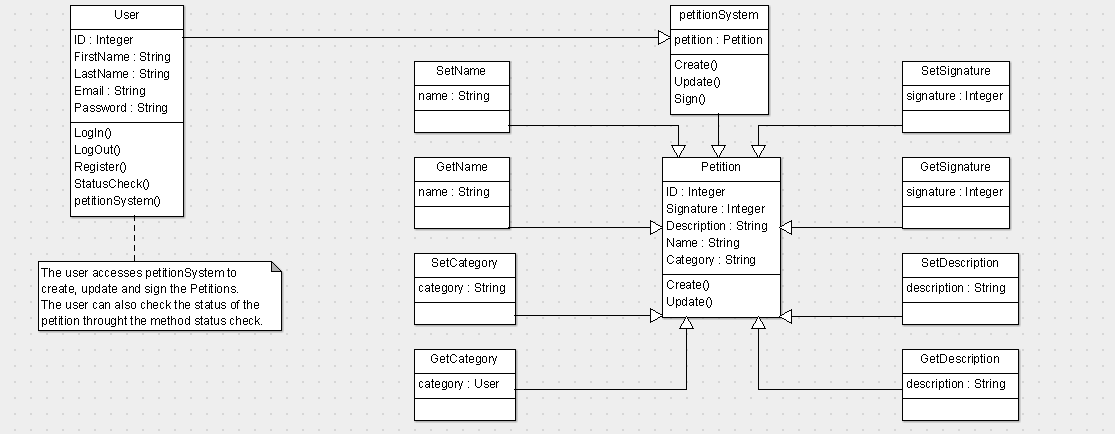 User
ID : Integer
FirstName : String
LastName : String
Email : String
Password : String
LogIn()
LogOut()
Register()
StatusCheck()
petitionSystem()
The user accesses petitionSystem to
create, update and sign the Petitions.
The user can also check the status of the
petition throught the method status check.
petitionSystem
petition : Petition
Create()
Update()
Sign()
SetName
name : String
GetName
name : String
SetCategory
category : String
GetCategory
category : User
Petition
ID : Integer
Signature : Integer
Description : String
Name : String
Category : String
Create()
Update()
SetSignature
signature : Integer
GetSignature
signature : Integer
SetDescription
description : String
GetDescription
description : String